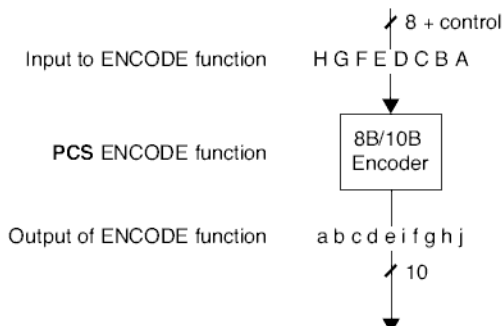 8 + control
Input to ENCODE function H G F E D C B A
PCS ENCODE function
8B/10B
Encoder
Output of ENCODE function a b c d e i f g h j
10